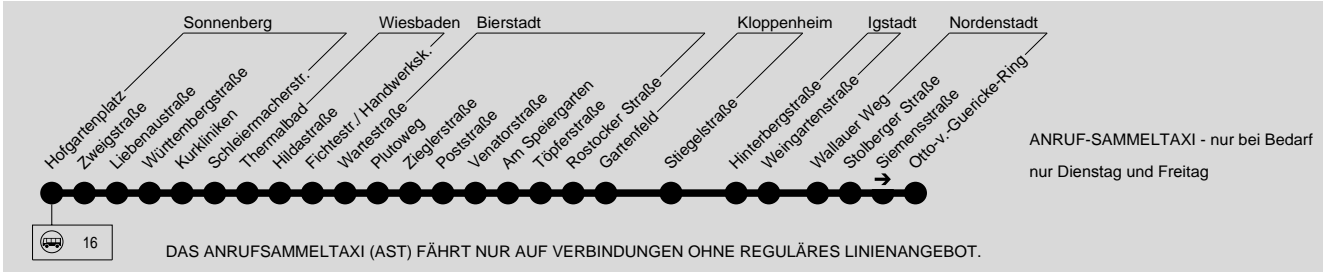 Sonnenberg Wiesbaden Bierstadt Kloppenheim Igstadt Nordenstadt
Hofgartenplatz
Zweigstraße
Liebenaustraße
Württembergstraße
Kurkliniken
Schleiermacherstr.
Thermalbad
Hildastraße
Fichtestr./ Handwerksk.
Wartestraße
Plutoweg
Zieglerstraße
Poststraße
Venatorstraße
Am Speiergarten
Töpferstraße
Rostocker Straße
Gartenfeld
Stiegelstraße
Hinterbergstraße
Weingartenstraße
Wallauer Weg
Stolberger Straße
Siemensstraße
Otto-v.-Guericke-Ring
ANRUF-SAMMELTAXI - nur bei Bedarf
nur Dienstag und Freitag
16
DAS ANRUFSAMMELTAXI (AST) FÄHRT NUR AUF VERBINDUNGEN OHNE REGULÄRES LINIENANGEBOT.